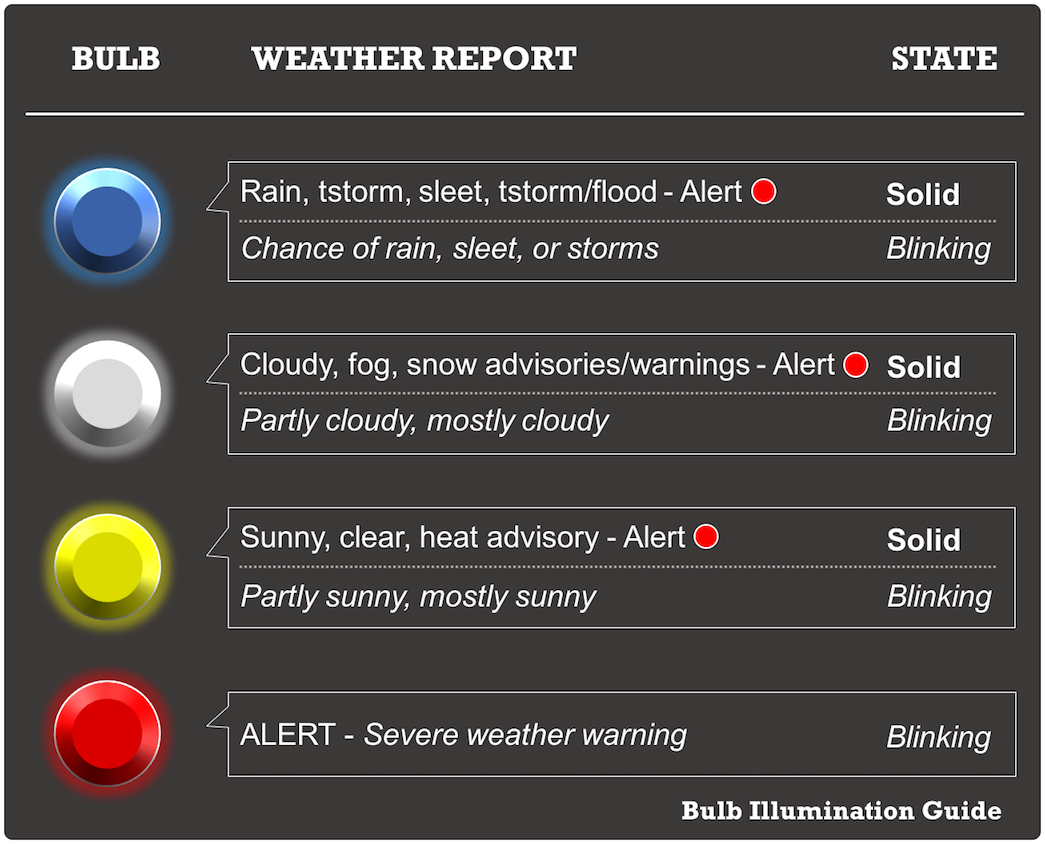 BULB WEATHER REPORT STATE
Rain, tstorm, sleet, tstorm/flood - Alert Solid
Chance of rain, sleet, or storms Blinking
Cloudy, fog, snow advisories/warnings - Alert Solid
Partly cloudy, mostly cloudy Blinking
Sunny, clear, heat advisory - Alert Solid
Partly sunny, mostly sunny Blinking
ALERT - Severe weather warning Blinking
Bulb Illumination Guide